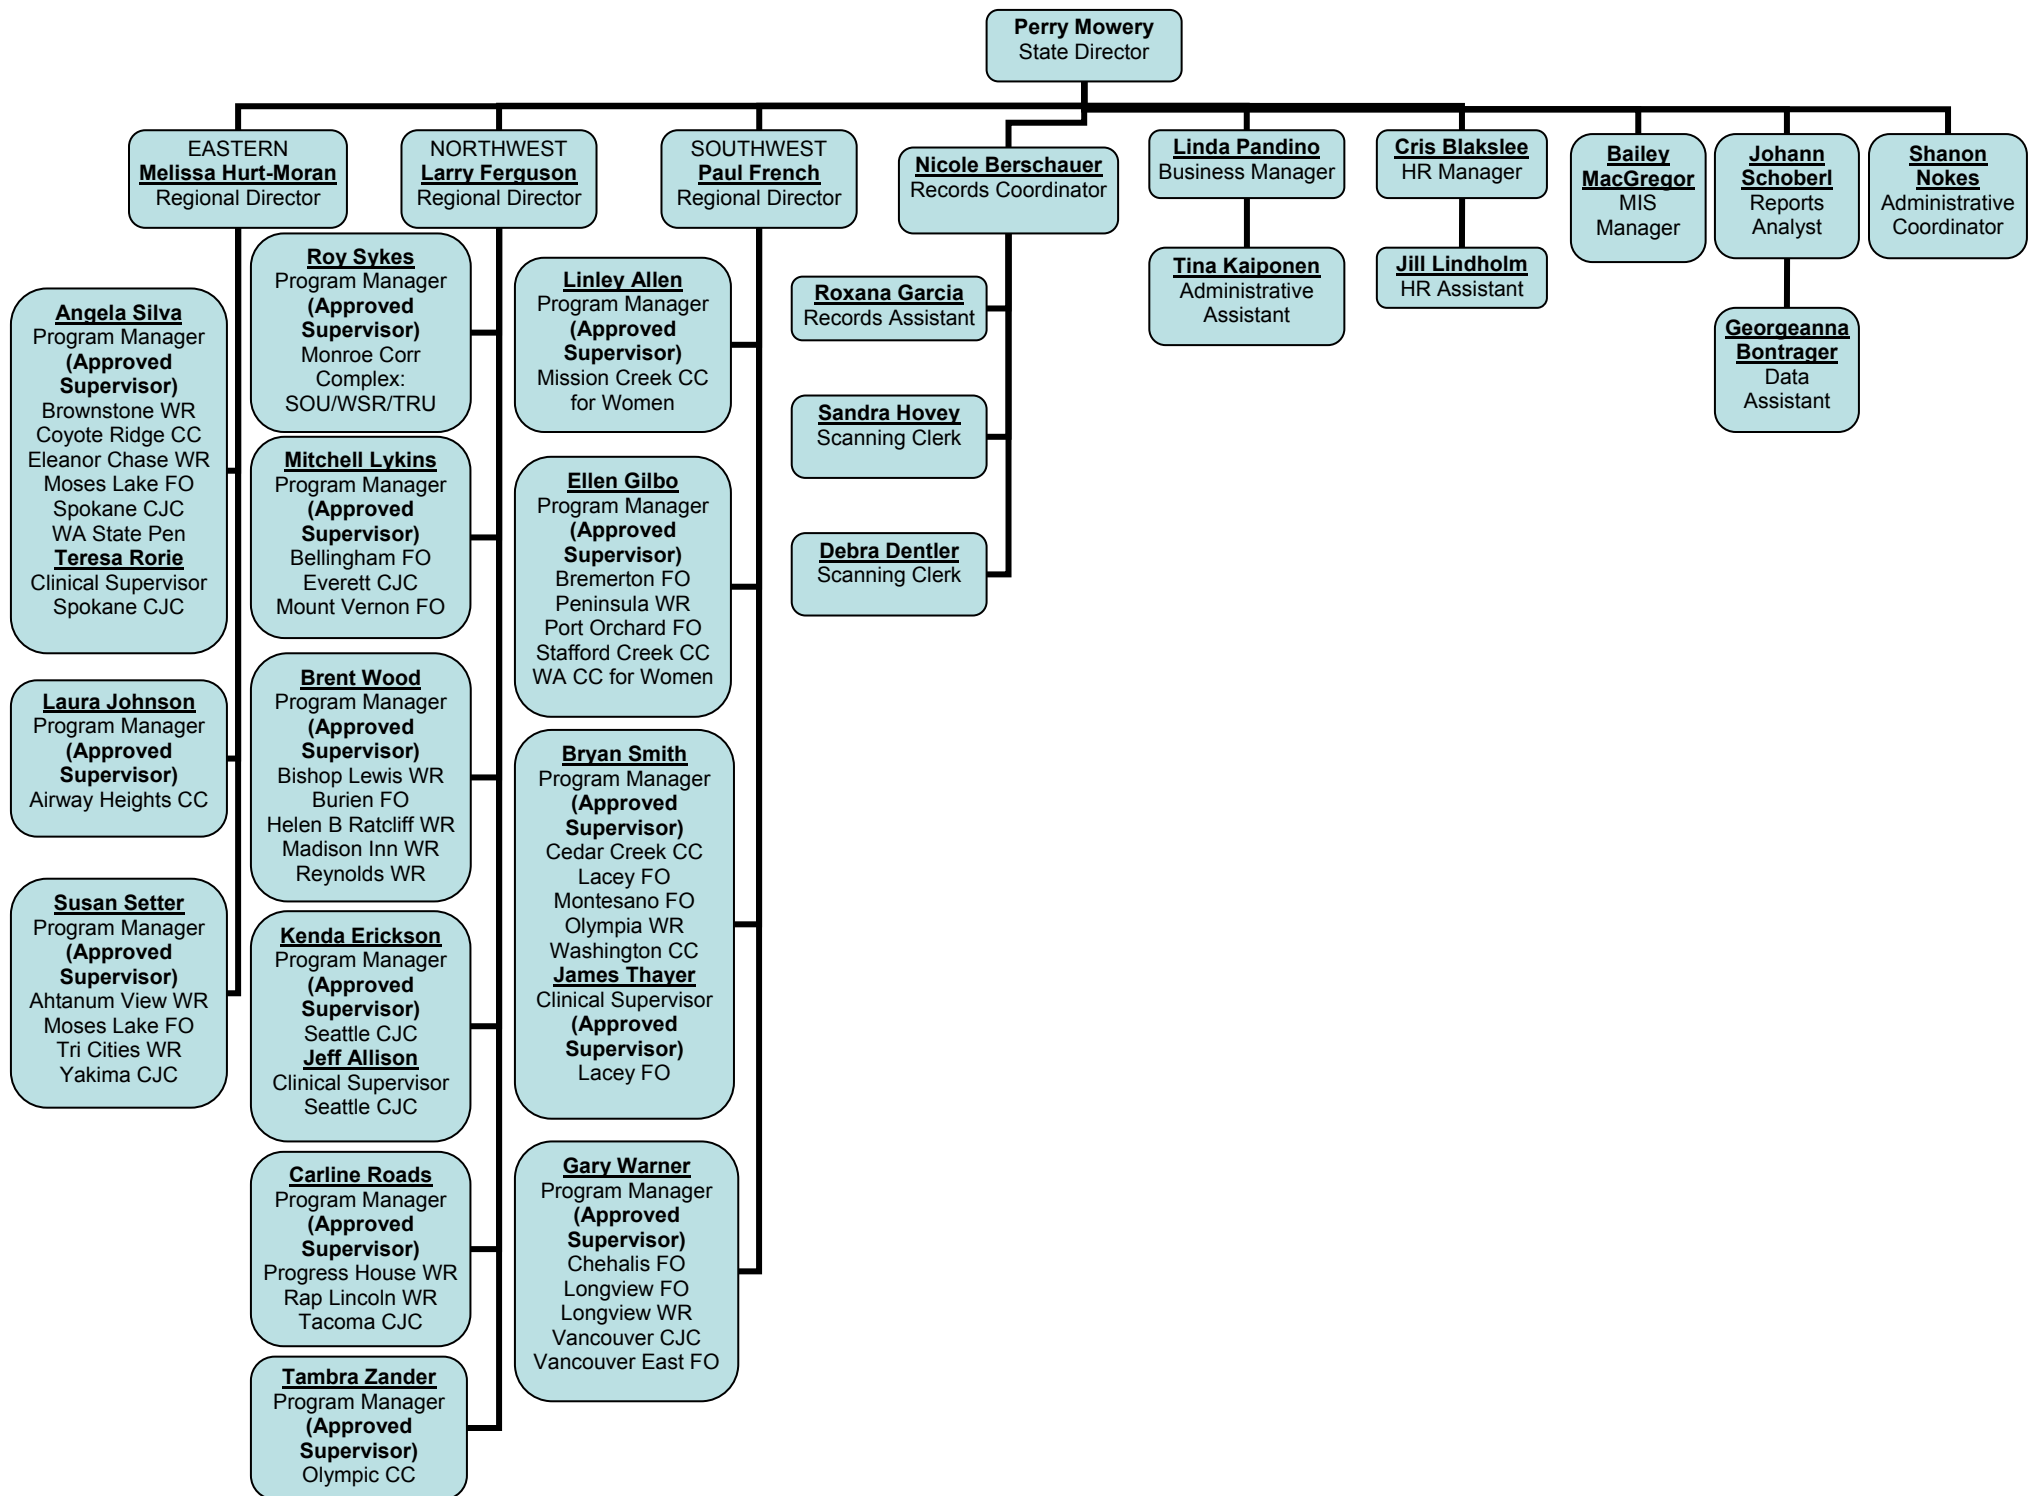 Perry Mowery
State Director
EASTERN
Melissa Hurt-Moran
Regional Director
NORTHWEST
Larry Ferguson
Regional Director
SOUTHWEST
Paul French
Regional Director
Nicole Berschauer
Records Coordinator
Linda Pandino
Business Manager
Cris Blakslee
HR Manager
Bailey
MacGregor
MIS
Manager
Johann
Schoberl
Reports
Analyst
Shanon
Nokes
Administrative
Coordinator
Angela Silva
Program Manager
(Approved
Supervisor)
Brownstone WR
Coyote Ridge CC
Eleanor Chase WR
Moses Lake FO
Spokane CJC
WA State Pen
Teresa Rorie
Clinical Supervisor
Spokane CJC
Laura Johnson
Program Manager
(Approved
Supervisor)
Airway Heights CC
Susan Setter
Program Manager
(Approved
Supervisor)
Ahtanum View WR
Moses Lake FO
Tri Cities WR
Yakima CJC
Roy Sykes
Program Manager
(Approved
Supervisor)
Monroe Corr
Complex:
SOU/WSR/TRU
Mitchell Lykins
Program Manager
(Approved
Supervisor)
Bellingham FO
Everett CJC
Mount Vernon FO
Brent Wood
Program Manager
(Approved
Supervisor)
Bishop Lewis WR
Burien FO
Helen B Ratcliff WR
Madison Inn WR
Reynolds WR
Kenda Erickson
Program Manager
(Approved
Supervisor)
Seattle CJC
Jeff Allison
Clinical Supervisor
Seattle CJC
Carline Roads
Program Manager
(Approved
Supervisor)
Progress House WR
Rap Lincoln WR
Tacoma CJC
Tambra Zander
Program Manager
(Approved
Supervisor)
Olympic CC
Linley Allen
Program Manager
(Approved
Supervisor)
Mission Creek CC
for Women
Ellen Gilbo
Program Manager
(Approved
Supervisor)
Bremerton FO
Peninsula WR
Port Orchard FO
Stafford Creek CC
WA CC for Women
Bryan Smith
Program Manager
(Approved
Supervisor)
Cedar Creek CC
Lacey FO
Montesano FO
Olympia WR
Washington CC
James Thayer
Clinical Supervisor
(Approved
Supervisor)
Lacey FO
Gary Warner
Program Manager
(Approved
Supervisor)
Chehalis FO
Longview FO
Longview WR
Vancouver CJC
Vancouver East FO
Roxana Garcia
Records Assistant
Sandra Hovey
Scanning Clerk
Debra Dentler
Scanning Clerk
Tina Kaiponen
Administrative
Assistant
Jill Lindholm
HR Assistant
Georgeanna
Bontrager
Data
Assistant